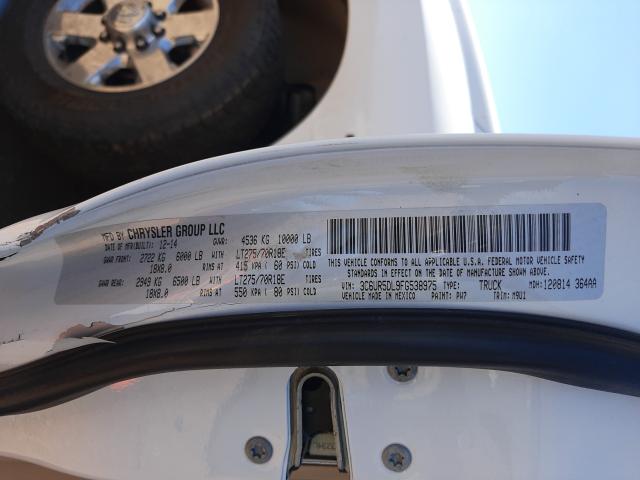 MFD BY CHRYSLER GROUP LLC
DATE OF MFR(BUILT): 12-14 GVWR: 4536 KG 10000 LB
GAWR FRONT: 2722 KG 6000 LB WITH LT275/70R18E
18X8.0 RIMS AT 415 KPA ( 60 PSI) COLD
GAWR REAR: 2949 KG 6500 LB WITH LT275/70R18E
18X8.0 RIMS AT 550 KPA ( 80 PSI) COLD
THIS VEHICLE CONFORMS TO ALL APPLICABLE U.S.A. FEDERAL MOTOR VEHICLE SAFETY
STANDARDS IN EFFECT ON THE DATE OF MANUFACTURE SHOWN ABOVE
VIN: 3C6UR5DL9FG538975 TYPE: TRUCK MDH: 120814 364AA
VEHICLE MADE IN MEXICO PAINT: PW7 TRIM: M9U1